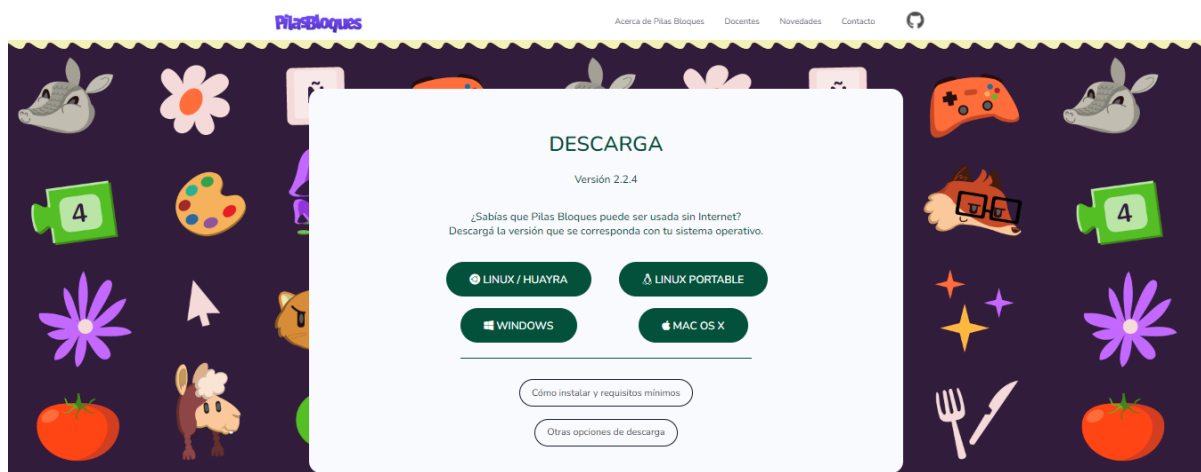 PilasBloques
Acerca de Pilas Bloques Docentes Novedades Contacto
DESCARGA
Versión 2.2.4
¿Sabías que Pilas Bloques puede ser usada sin Internet?
Descargá la versión que se corresponda con tu sistema operativo.
LINUX / HUAYRA LINUX PORTABLE
WINDOWS MAC OS X
Cómo instalar y requisitos mínimos
Otras opciones de descarga
4
4